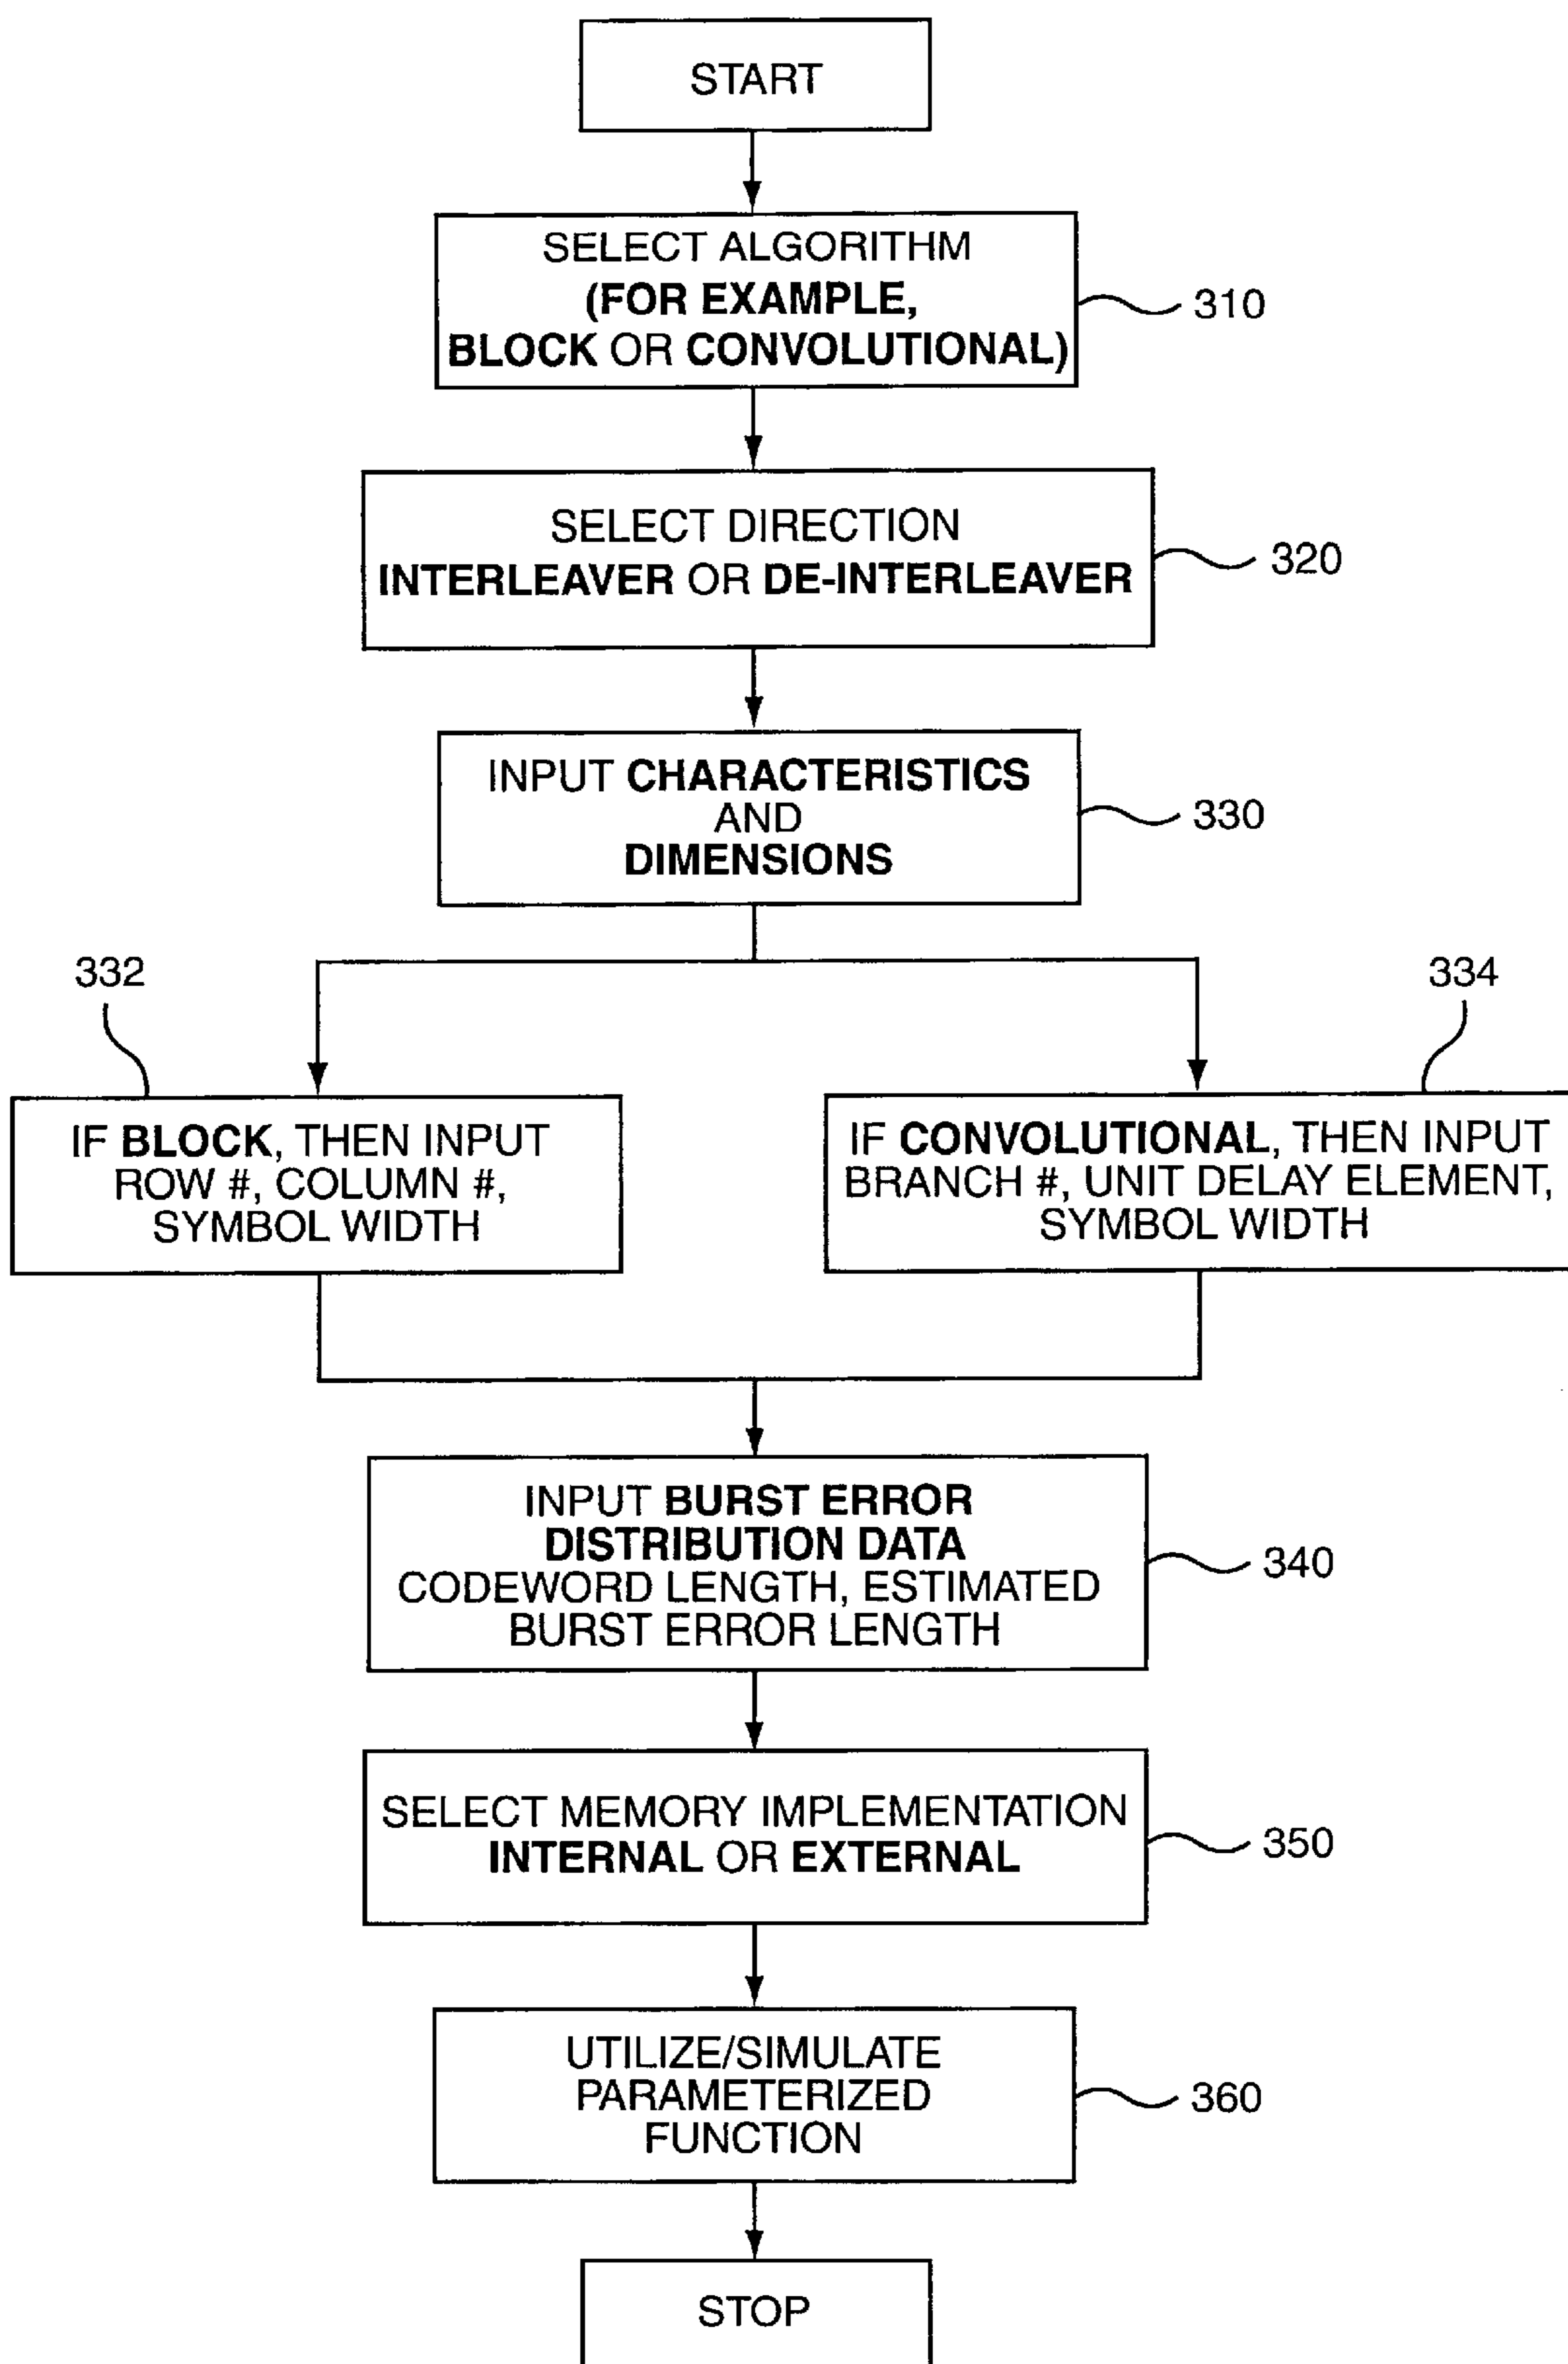 START
SELECT ALGORITHM
(FOR EXAMPLE,
BLOCK OR CONVOLUTIONAL)
310
SELECT DIRECTION
INTERLEAVER OR DE-INTERLEAVER
320
INPUT CHARACTERISTICS
AND
DIMENSIONS
330
332
334
IF BLOCK, THEN INPUT
ROW #, COLUMN #,
SYMBOL WIDTH
IF CONVOLUTIONAL, THEN INPUT
BRANCH #, UNIT DELAY ELEMENT,
SYMBOL WIDTH
INPUT BURST ERROR
DISTRIBUTION DATA
CODEWORD LENGTH, ESTIMATED
BURST ERROR LENGTH
340
SELECT MEMORY IMPLEMENTATION
INTERNAL OR EXTERNAL
350
UTILIZE/SIMULATE
PARAMETERIZED
FUNCTION
360
STOP